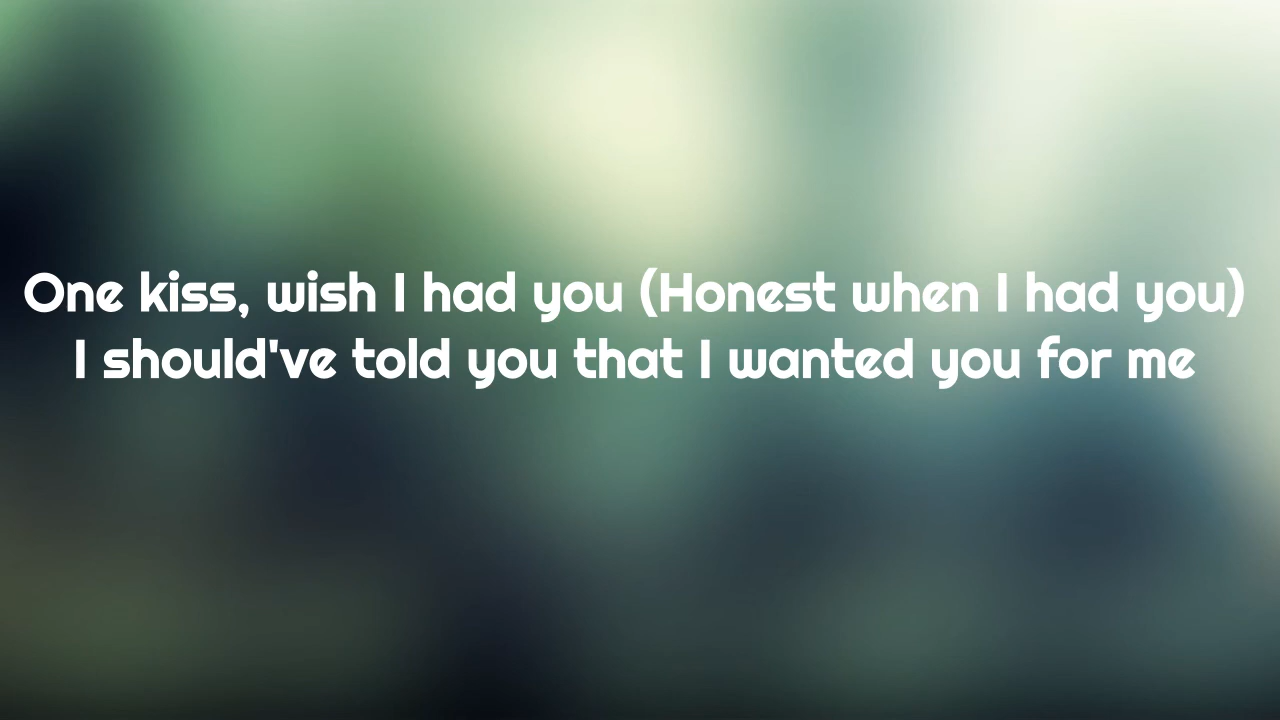 One kiss, wish I had you (Honest when I had you)
I should've told you that I wanted you for me